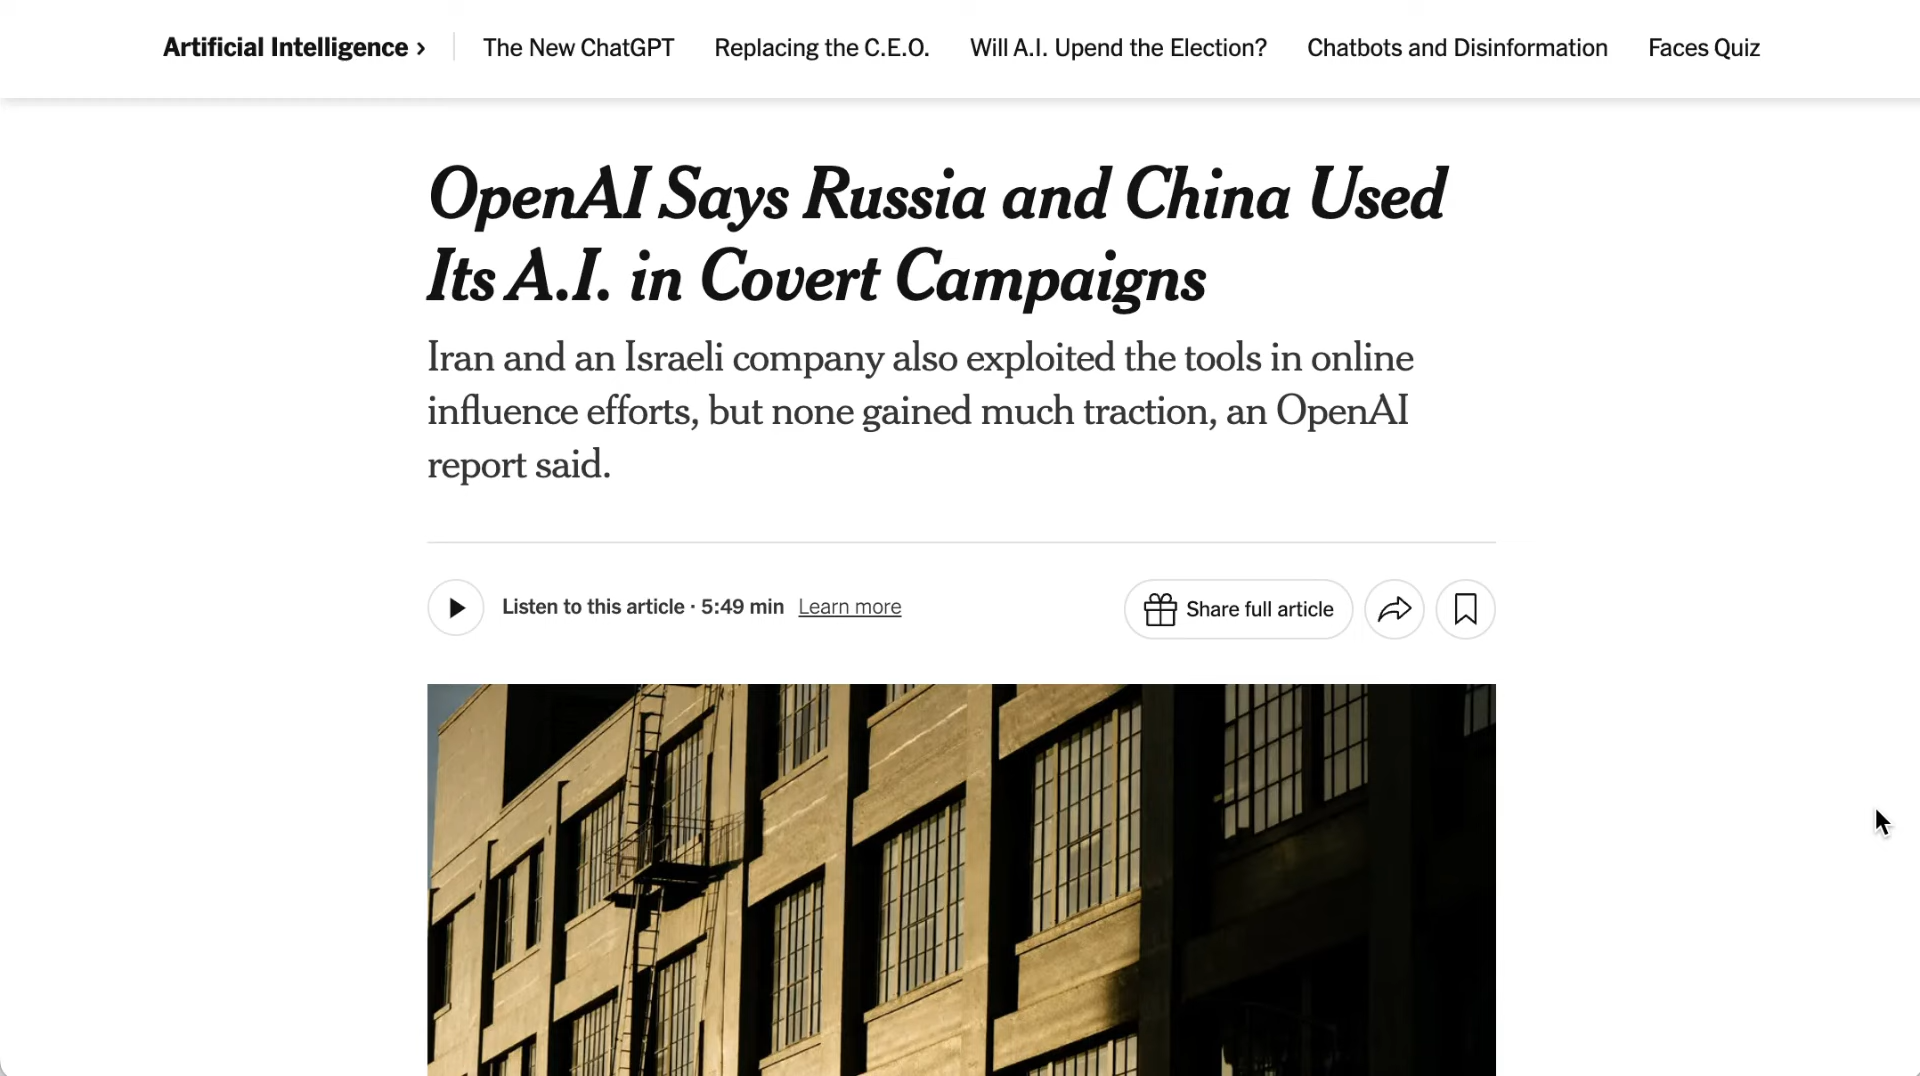 Artificial Intelligence › The New ChatGPT Replacing the C.E.O. Will A.I. Upend the Election? Chatbots and Disinformation Faces Quiz
OpenAI Says Russia and China Used
Its A.I. in Covert Campaigns
Iran and an Israeli company also exploited the tools in online
influence efforts, but none gained much traction, an OpenAI
report said.
Listen to this article · 5:49 min Learn more Share full article